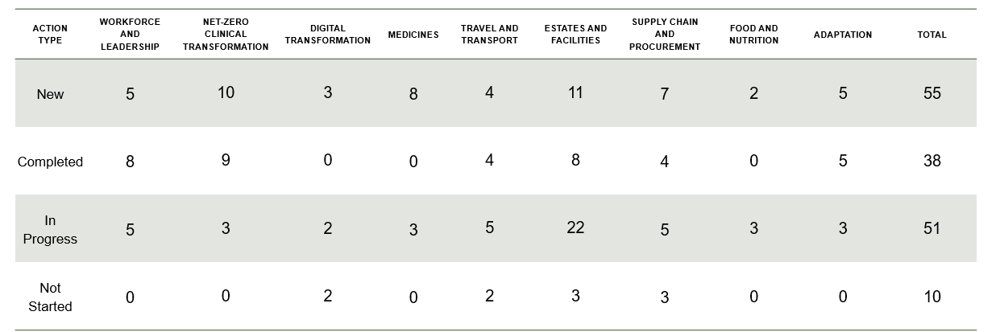 ACTION TYPE WORKFORCE AND LEADERSHIP NET-ZERO CLINICAL TRANSFORMATION DIGITAL TRANSFORMATION MEDICINES TRAVEL AND TRANSPORT ESTATES AND FACILITIES SUPPLY CHAIN AND PROCUREMENT FOOD AND NUTRITION ADAPTATION TOTAL
New 5 10 3 8 4 11 7 2 5 55
Completed 8 9 0 0 4 8 4 0 5 38
In Progress 5 3 2 3 5 22 5 3 3 51
Not Started 0 0 2 0 2 3 3 0 0 10